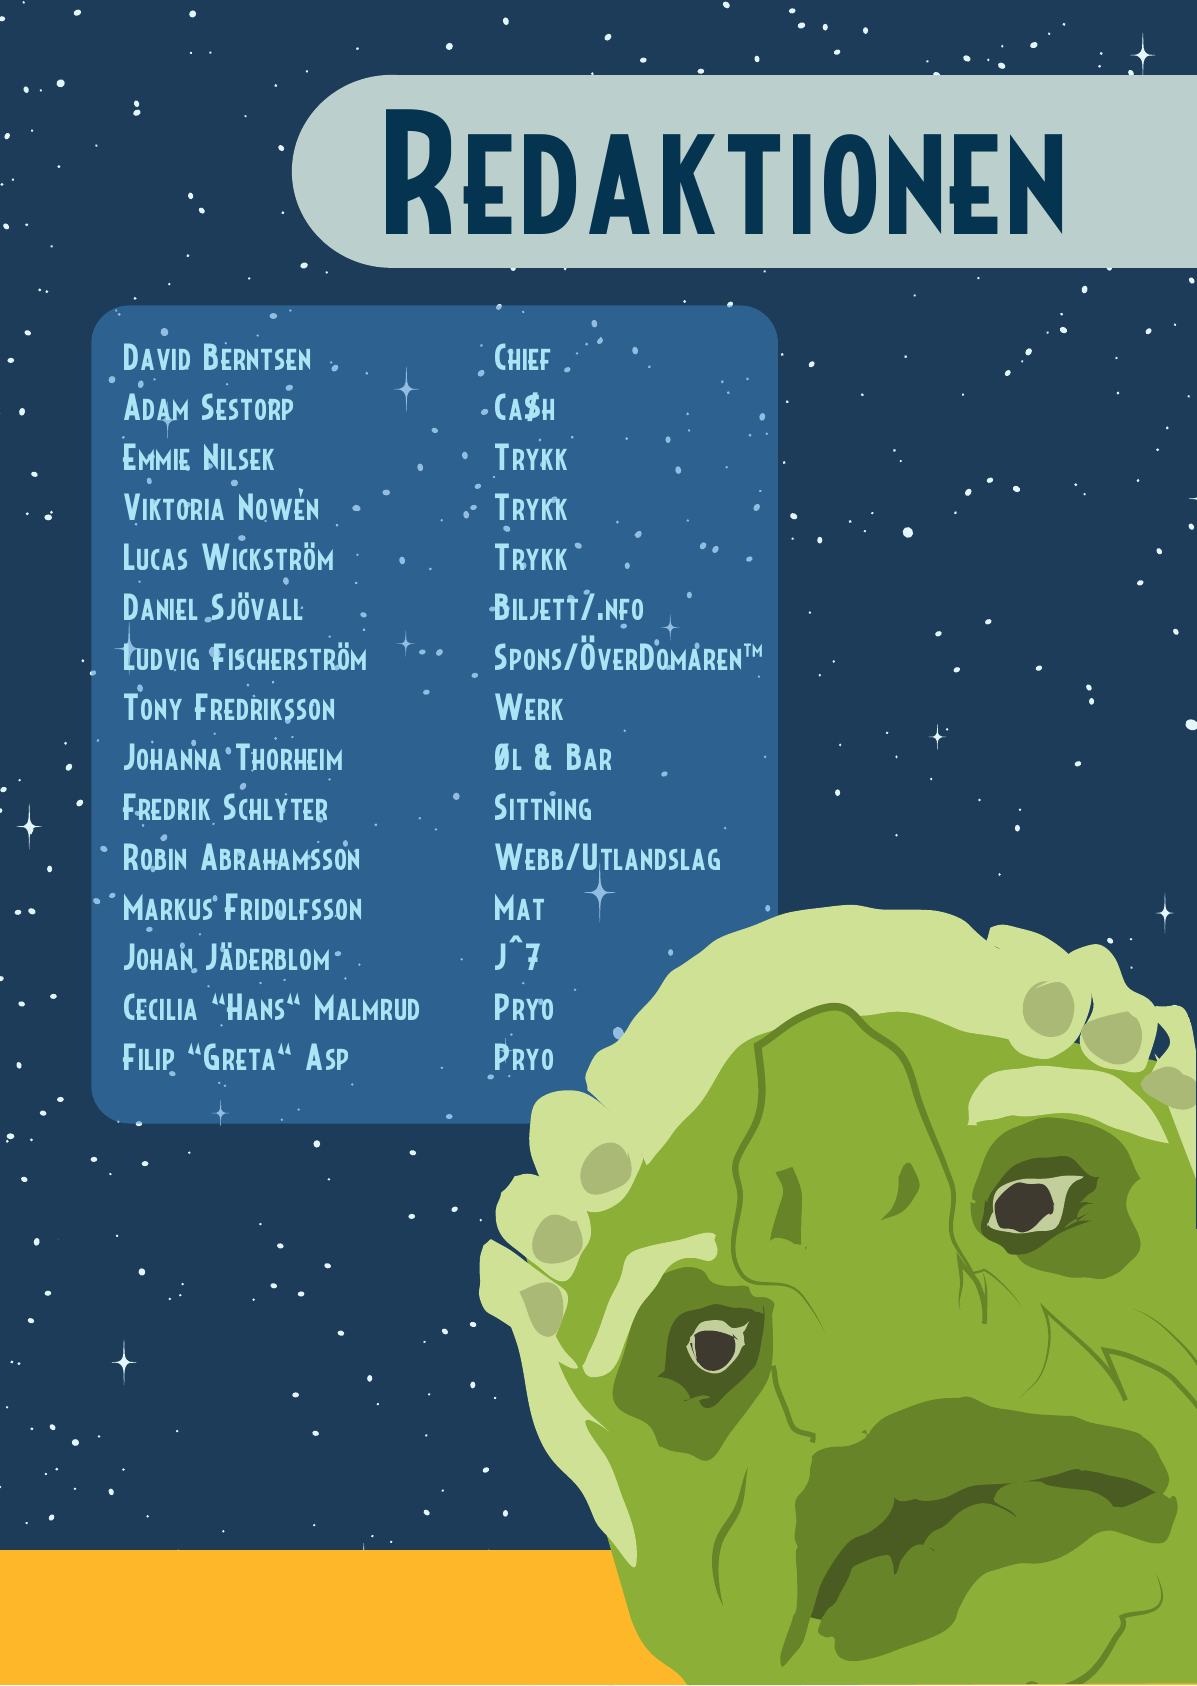 Redaktionen
David Berntsen Chief
Adam Sestorp Ca$h
Emmie Nilsek Trykk
Viktoria Nowén Trykk
Lucas Wickström Trykk
Daniel Sjövall Biljett/.nfo
Ludvig Fischerström Spons/ÖverDomaren™
Tony Fredriksson Werk
Johanna Thorheim Øl & Bar
Fredrik Schlyter Sittning
Robin Abrahamsson Webb/Utlandslag
Markus Fridolfsson Mat
Johan Jäderblom J^7
Cecilia “Hans“ Malmrud Pryo
Filip “Greta“ Asp Pryo